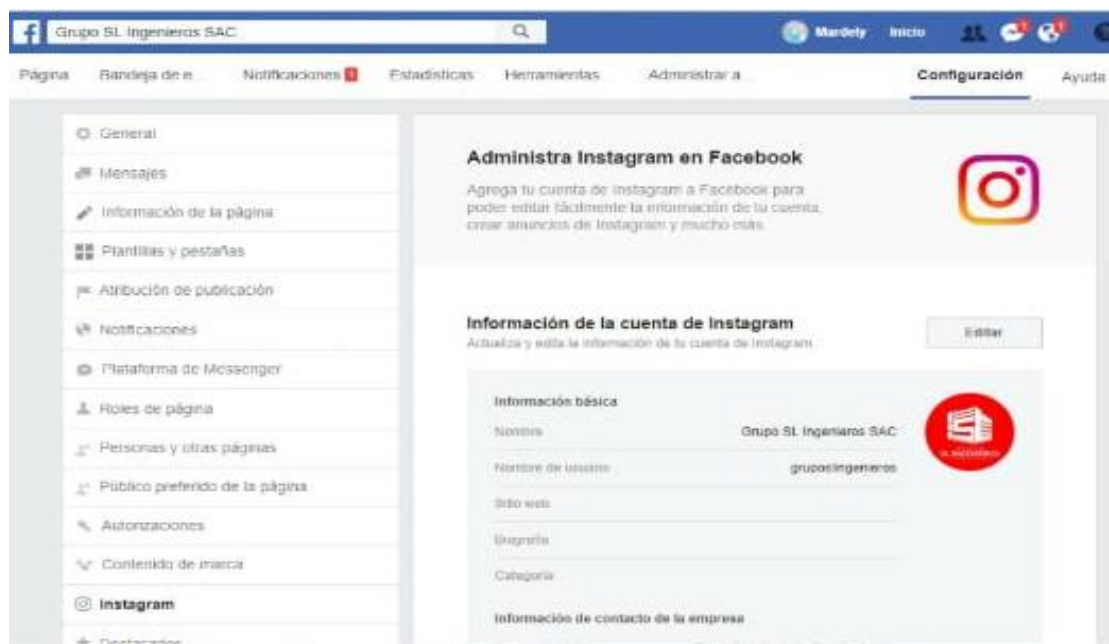 Grupo SL Ingenieros SAC
Mardely
Inicio
Página
Bandeja de e...
Notificaciones
Estadísticas
Herramientas
Administrar a...
Configuración
Ayuda
General
Mensajes
Información de la página
Plantillas y pestañas
Atribución de publicación
Notificaciones
Plataforma de Messenger
Roles de página
Personas y otras páginas
Público preferido de la página
Autorizaciones
Contenido de marca
Instagram
Destacados
Administra Instagram en Facebook
Agrega tu cuenta de Instagram a Facebook para
poder editar fácilmente la información de tu cuenta,
crear anuncios de Instagram y mucho más.
Información de la cuenta de Instagram
Editar
Actualiza y edita la información de tu cuenta de Instagram
Información básica
Nombre
Grupo SL Ingenieros SAC
Nombre de usuario
gruposlingenieros
Sitio web
Biografía
Categoría
Información de contacto de la empresa